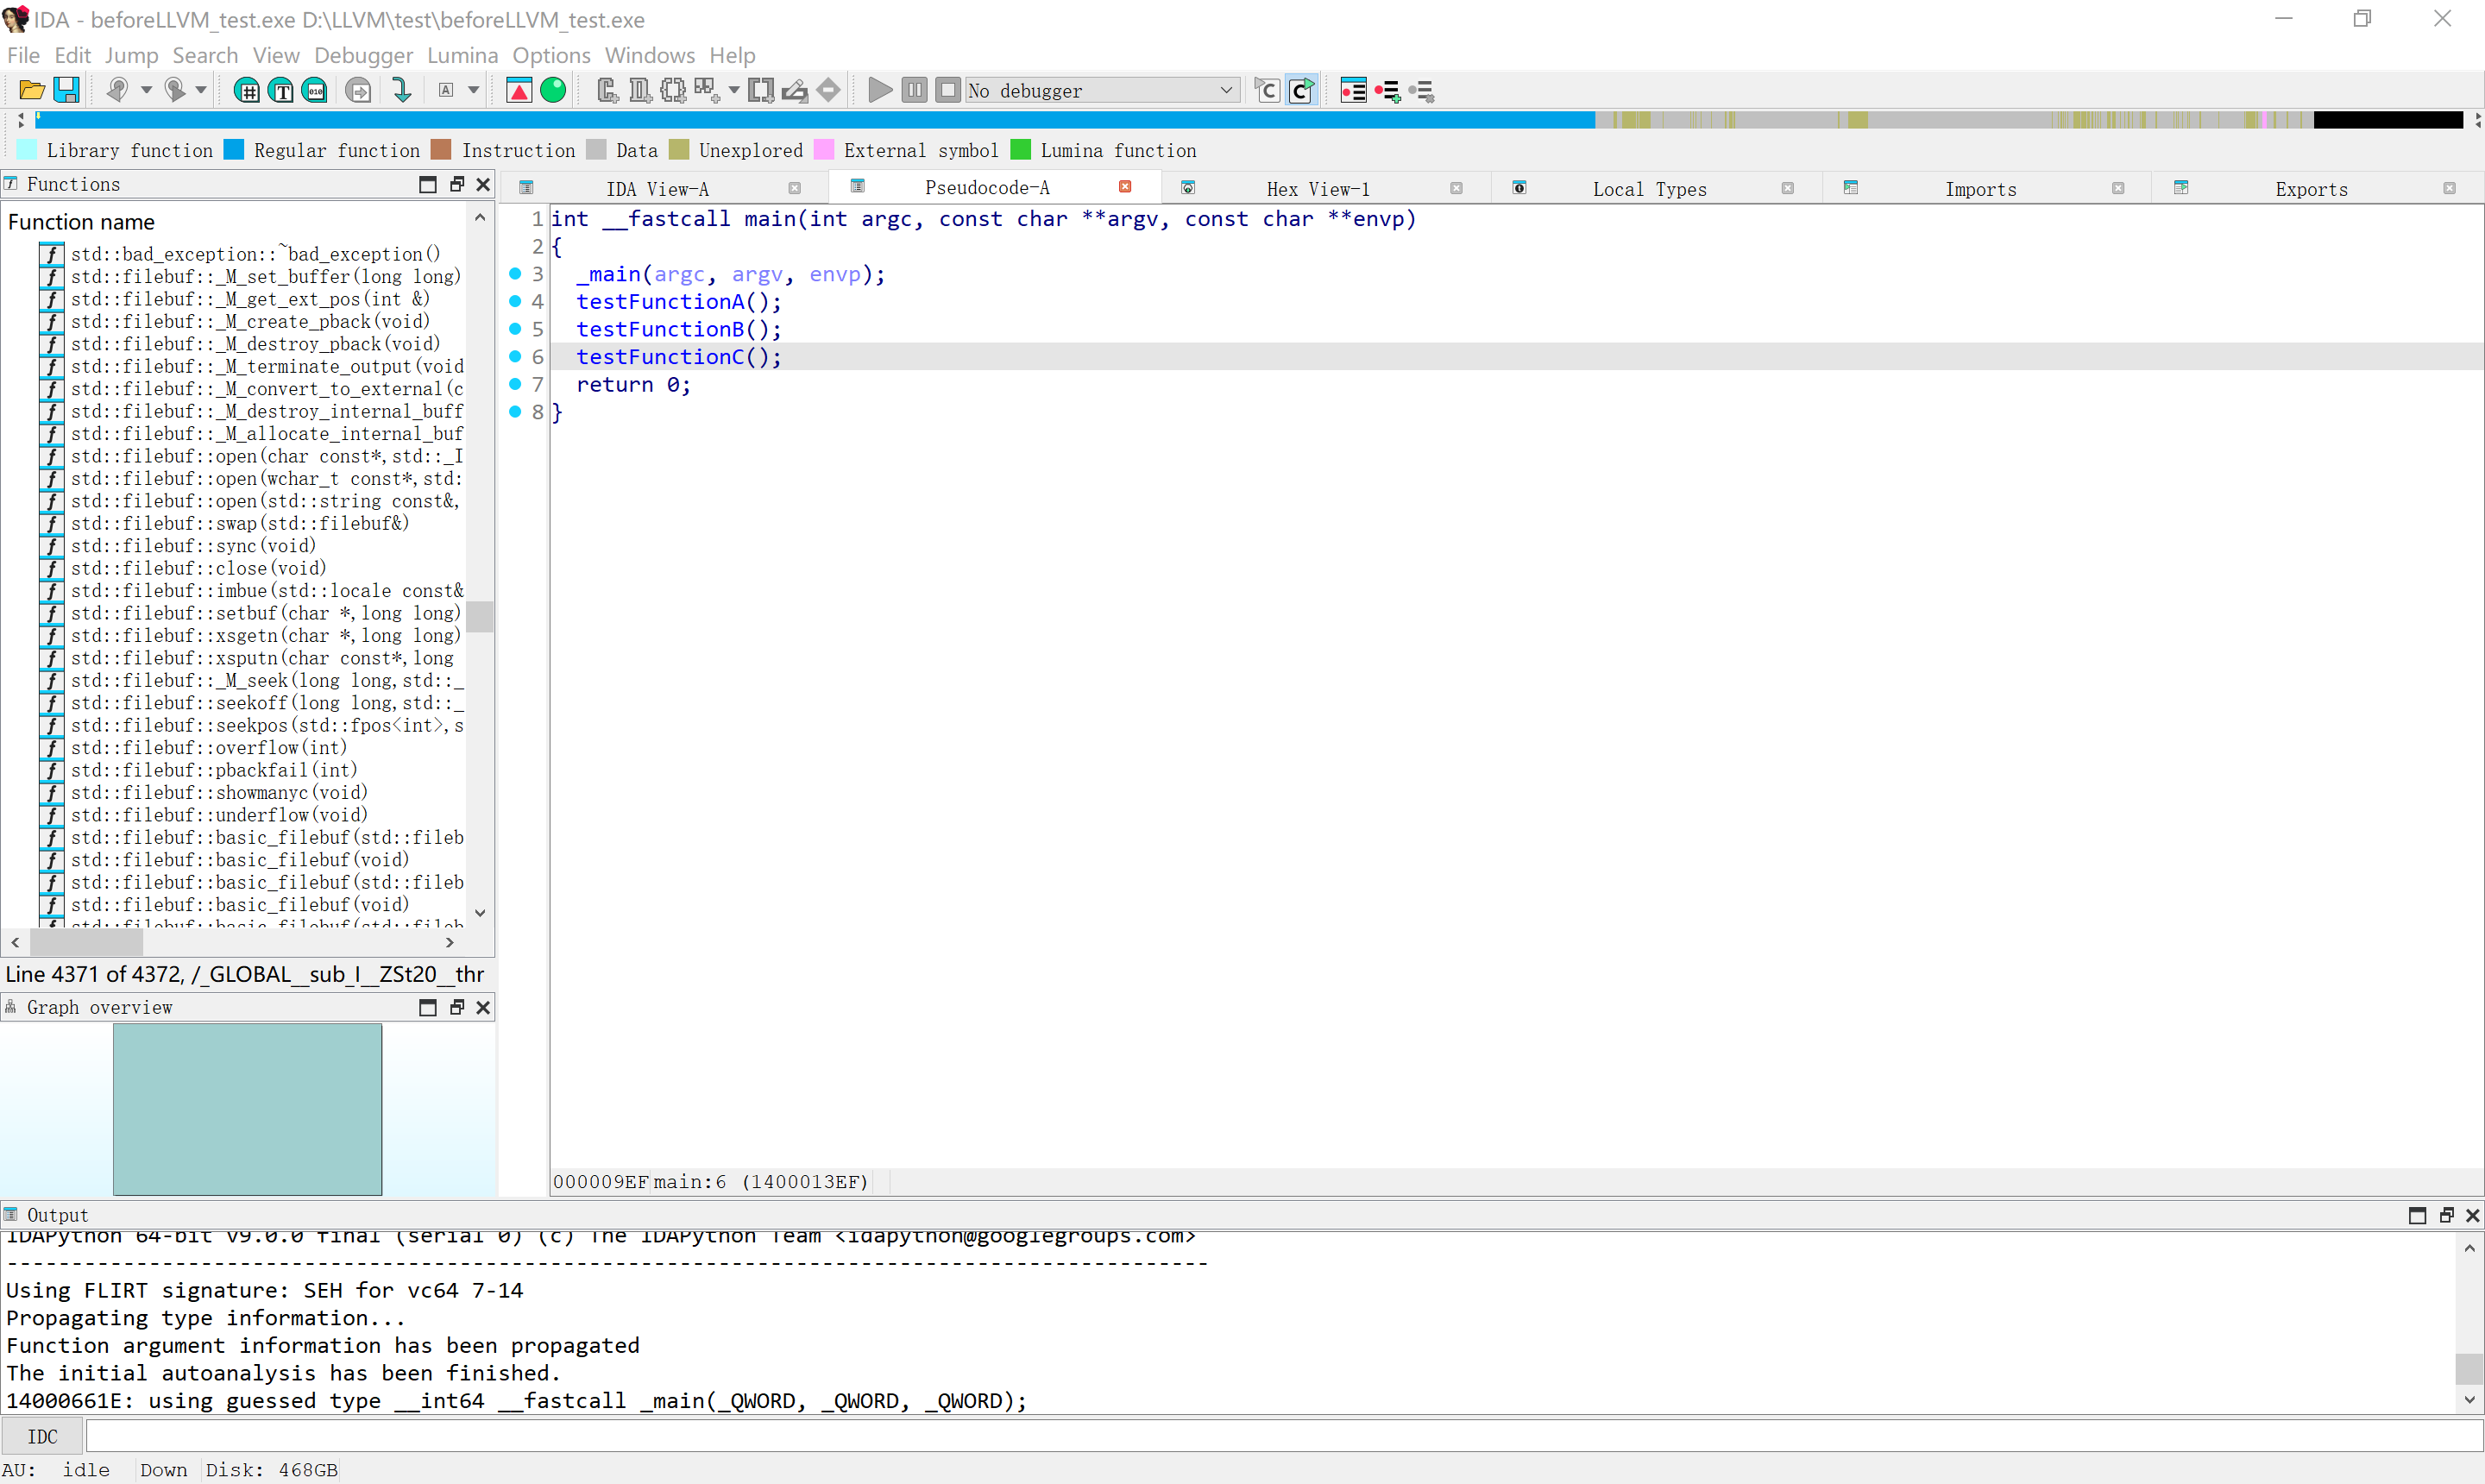 IDA - beforeLLVM_test.exe D:\LLVM\test\beforeLLVM_test.exe
File Edit Jump Search View Debugger Lumina Options Windows Help
No debugger
Library function Regular function Instruction Data Unexplored External symbol Lumina function
Functions
Function name
std::bad_exception::~bad_exception()
std::filebuf::_M_set_buffer(long long)
std::filebuf::_M_get_ext_pos(int &)
std::filebuf::_M_create_pback(void)
std::filebuf::_M_destroy_pback(void)
std::filebuf::_M_terminate_output(void
std::filebuf::_M_convert_to_external(c
std::filebuf::_M_destroy_internal_buff
std::filebuf::_M_allocate_internal_buf
std::filebuf::open(char const*,std::_I
std::filebuf::open(wchar_t const*,std:
std::filebuf::open(std::string const&,
std::filebuf::swap(std::filebuf&)
std::filebuf::sync(void)
std::filebuf::close(void)
std::filebuf::imbue(std::locale const&
std::filebuf::setbuf(char *,long long)
std::filebuf::xsgetn(char *,long long)
std::filebuf::xsputn(char const*,long
std::filebuf::_M_seek(long long,std::_
std::filebuf::seekoff(long long,std::_
std::filebuf::seekpos(std::fpos<int>,s
std::filebuf::overflow(int)
std::filebuf::pbackfail(int)
std::filebuf::showmanyc(void)
std::filebuf::underflow(void)
std::filebuf::basic_filebuf(std::fileb
std::filebuf::basic_filebuf(void)
std::filebuf::basic_filebuf(std::fileb
std::filebuf::basic_filebuf(void)
std::filebuf::basic_filebuf(std::fileb
Line 4371 of 4372, /_GLOBAL__sub_I__ZSt20__thr
Graph overview
IDA View-A Pseudocode-A Hex View-1 Local Types Imports Exports
1 int __fastcall main(int argc, const char **argv, const char **envp)
2 {
3 _main(argc, argv, envp);
4 testFunctionA();
5 testFunctionB();
6 testFunctionC();
7 return 0;
8 }
000009EF main:6 (1400013EF)
Output
IDAPython 64-bit v9.0.0 final (serial 0) (c) The IDAPython Team <idapython@googlegroups.com>
---------------------------------------------------------------------------------------------
Using FLIRT signature: SEH for vc64 7-14
Propagating type information...
Function argument information has been propagated
The initial autoanalysis has been finished.
14000661E: using guessed type __int64 __fastcall _main(_QWORD, _QWORD, _QWORD);
IDC
AU: idle Down Disk: 468GB